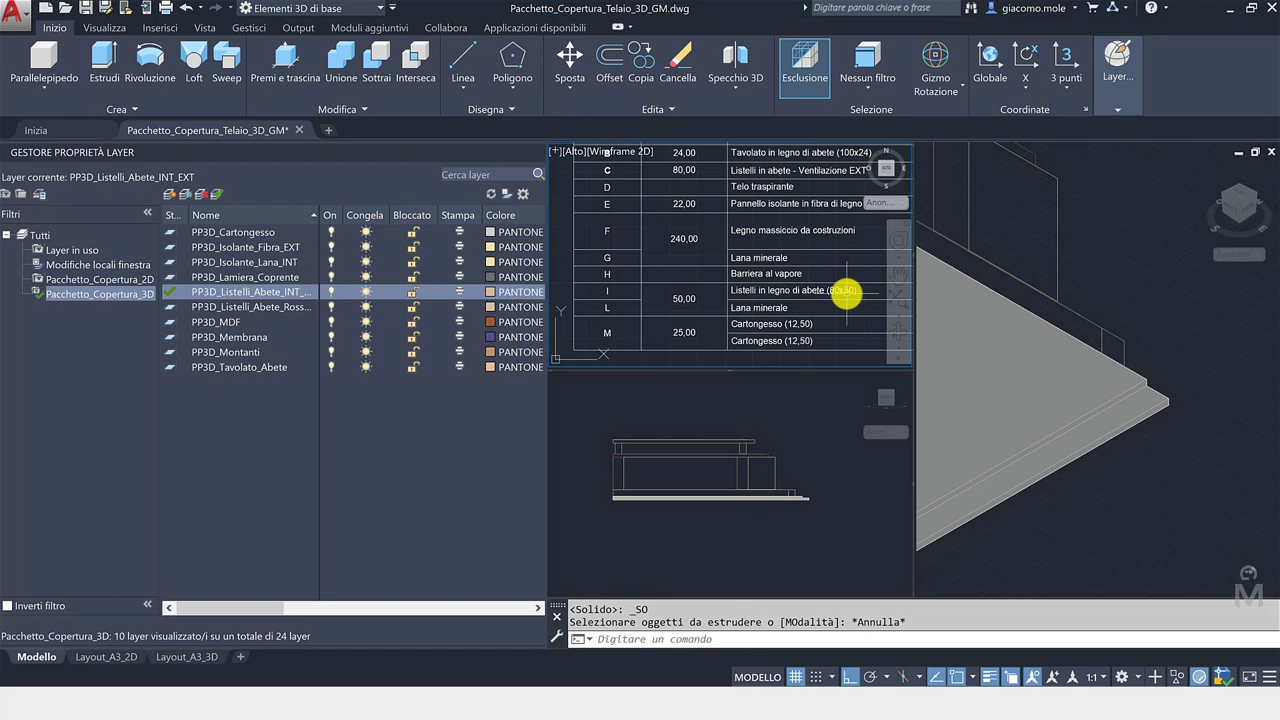 Elementi 3D di base
Pacchetto_Copertura_Telaio_3D_GM.dwg
Digitare parola chiave o frase
giacomo.mole
Inizio
Visualizza
Inserisci
Gestisci
Vista
Output
Moduli aggiuntivi
Collabora
Applicazioni disponibili
Parallelepipedo
Estrudi
Rivoluzione
Loft
Sweep
Premi e trascina
Unione
Sottrai
Interseca
Linea
Poligono
Sposta
Offset
Copia
Cancella
Specchio 3D
Esclusione
Nessun filtro
Gizmo
Rotazione
Globale
X
3 punti
Layer...
Crea
Modifica
Disegna
Edita
Selezione
Coordinate
Inizia
Pacchetto_Copertura_Telaio_3D_GM*
GESTORE PROPRIETÀ LAYER
Layer corrente: PP3D_Listelli_Abete_INT_EXT
Cerca layer
Filtri
Tutti
Layer in uso
Modifiche locali finestra
Pacchetto_Copertura_2D
Pacchetto_Copertura_3D
St... Nome On Congela Bloccato Stampa Colore
PP3D_Cartongesso PANTONE
PP3D_Isolante_Fibra_EXT PANTONE
PP3D_Isolante_Lana_INT PANTONE
PP3D_Lamiera_Coprente PANTONE
PP3D_Listelli_Abete_INT_... PANTONE
PP3D_Listelli_Abete_Ross... PANTONE
PP3D_MDF PANTONE
PP3D_Membrana PANTONE
PP3D_Montanti PANTONE
PP3D_Tavolato_Abete PANTONE
Inverti filtro
Pacchetto_Copertura_3D: 10 layer visualizzato/i su un totale di 24 layer
[+][Alto][Wireframe 2D]
B 24,00 Tavolato in legno di abete (100x24)
C 80,00 Listelli in abete - Ventilazione EXT
D Telo traspirante
E 22,00 Pannello isolante in fibra di legno
F 240,00 Legno massiccio da costruzioni
G Lana minerale
H Barriera al vapore
I 50,00 Listelli in legno di abete (80x50)
L Lana minerale
M 25,00 Cartongesso (12,50)
Cartongesso (12,50)
N
Anon...
Y
X
Anon...
Anonimo
<Solido>: _SO
Selezionare oggetti da estrudere o [MOdalità]: *Annulla*
Digitare un comando
Modello
Layout_A3_2D
Layout_A3_3D
MODELLO
1:1